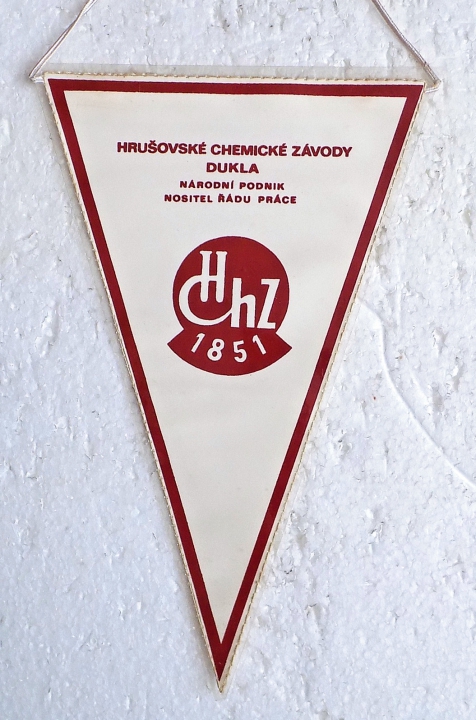 HRUŠOVSKÉ CHEMICKÉ ZÁVODY
DUKLA
NÁRODNÍ PODNIK
NOSITEL ŘÁDU PRÁCE
HChZ
1851